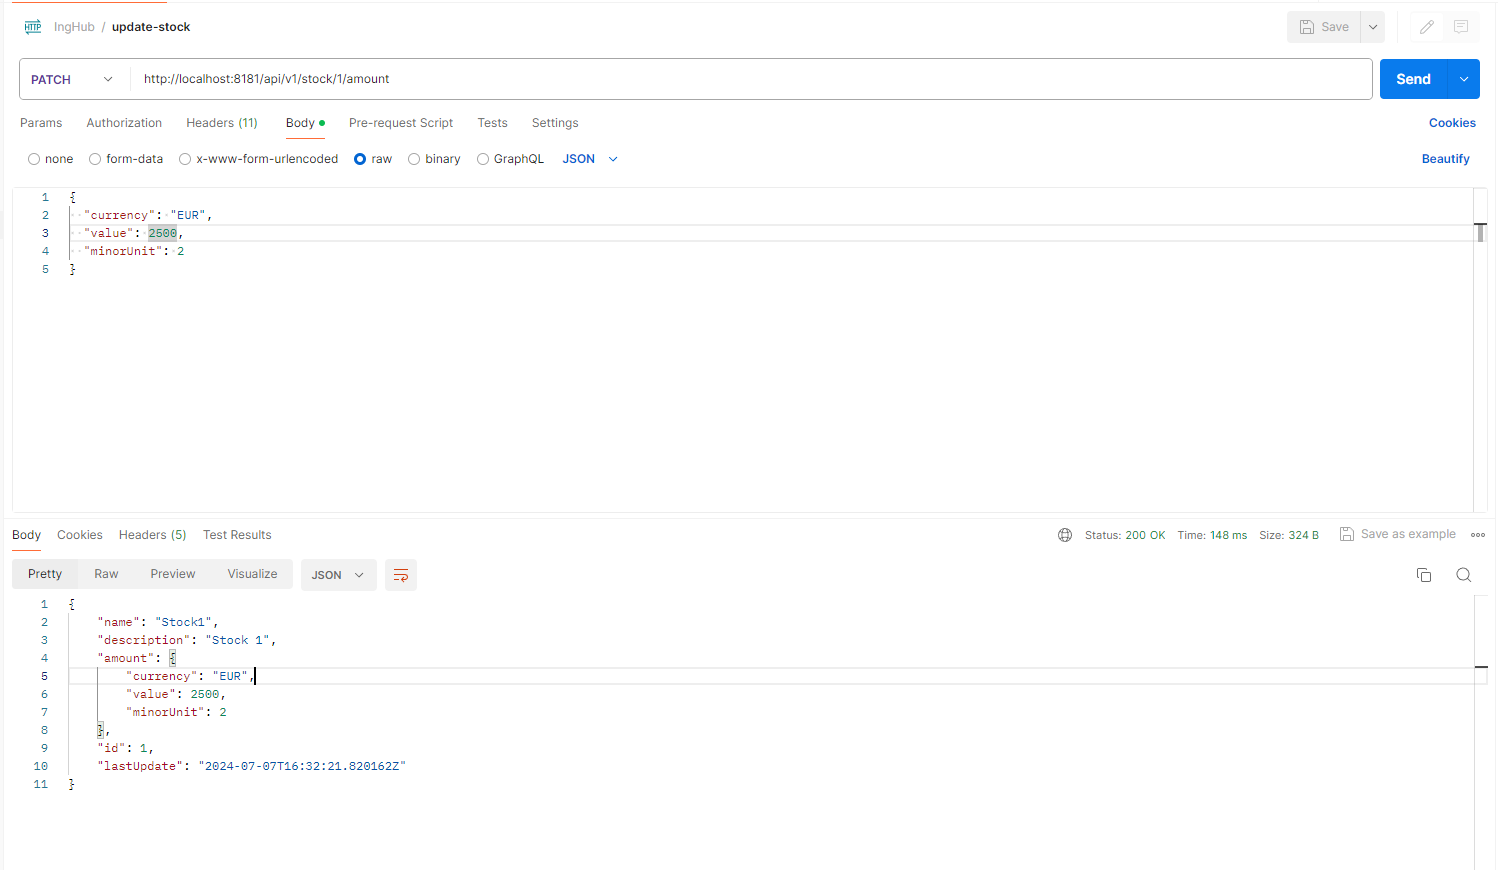 HTTP IngHub / update-stock Save
PATCH http://localhost:8181/api/v1/stock/1/amount Send
Params Authorization Headers (11) Body Pre-request Script Tests Settings Cookies
none form-data x-www-form-urlencoded raw binary GraphQL JSON Beautify
1 {
2 "currency": "EUR",
3 "value": 2500,
4 "minorUnit": 2
5 }
Body Cookies Headers (5) Test Results Status: 200 OK Time: 148 ms Size: 324 B Save as example
Pretty Raw Preview Visualize JSON
1 {
2 "name": "Stock1",
3 "description": "Stock 1",
4 "amount": {
5 "currency": "EUR",
6 "value": 2500,
7 "minorUnit": 2
8 },
9 "id": 1,
10 "lastUpdate": "2024-07-07T16:32:21.820162Z"
11 }